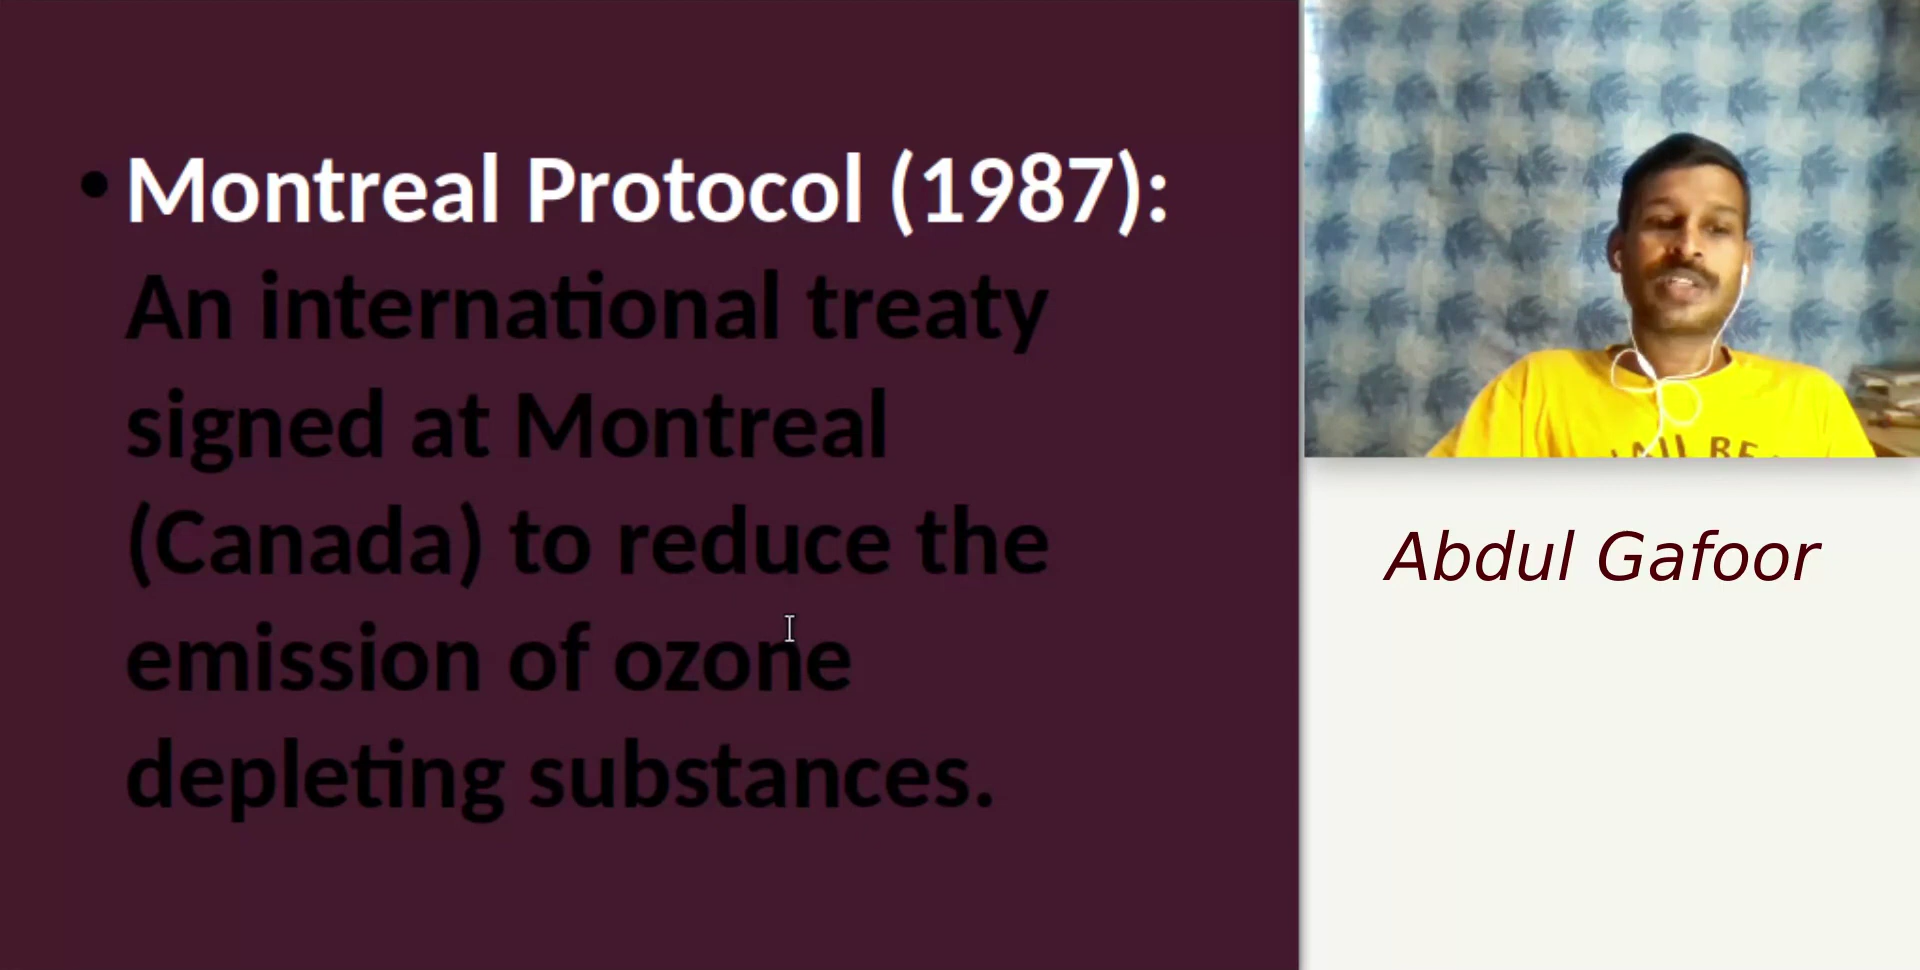 • Montreal Protocol (1987):
An international treaty
signed at Montreal
(Canada) to reduce the
emission of ozone
depleting substances.
Abdul Gafoor